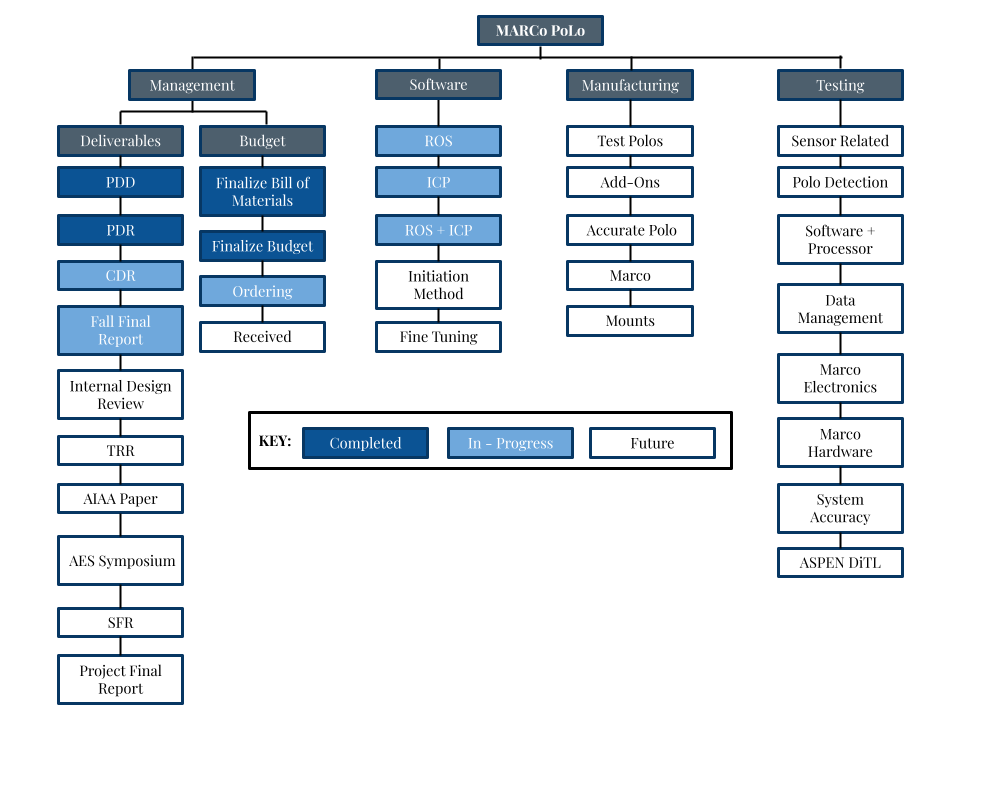 MARCo PoLo
Management
Software
Manufacturing
Testing
Deliverables
Budget
PDD
PDR
CDR
Fall Final
Report
Internal Design
Review
TRR
AIAA Paper
AES Symposium
SFR
Project Final
Report
Finalize Bill of
Materials
Finalize Budget
Ordering
Received
ROS
ICP
ROS + ICP
Initiation
Method
Fine Tuning
Test Polos
Add-Ons
Accurate Polo
Marco
Mounts
Sensor Related
Polo Detection
Software +
Processor
Data
Management
Marco
Electronics
Marco
Hardware
System
Accuracy
ASPEN DiTL
KEY:
Completed
In - Progress
Future